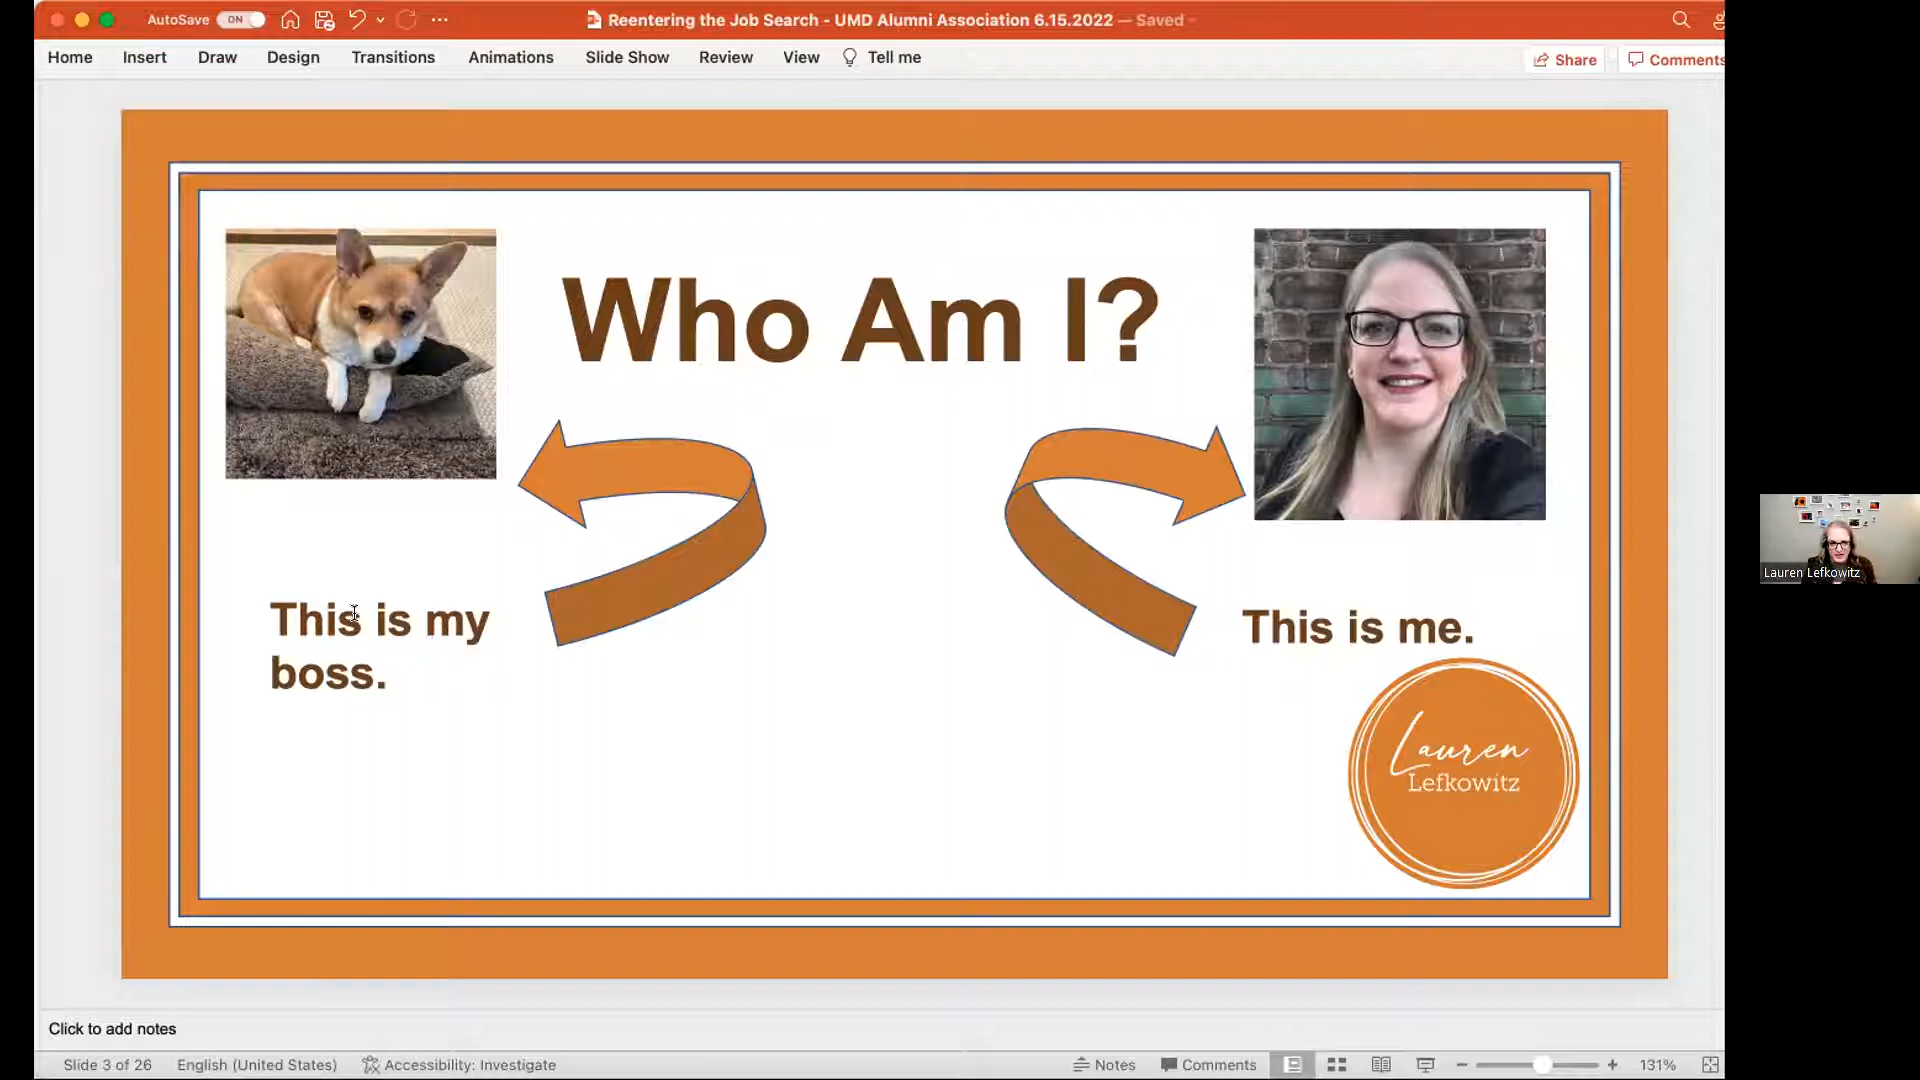 AutoSave ON
Reentering the Job Search - UMD Alumni Association 6.15.2022 — Saved
Home Insert Draw Design Transitions Animations Slide Show Review View Tell me
Share Comments
Who Am I?
This is my
boss.
This is me.
Lauren
Lefkowitz
Lauren Lefkowitz
Click to add notes
Slide 3 of 26 English (United States) Accessibility: Investigate Notes Comments 131%